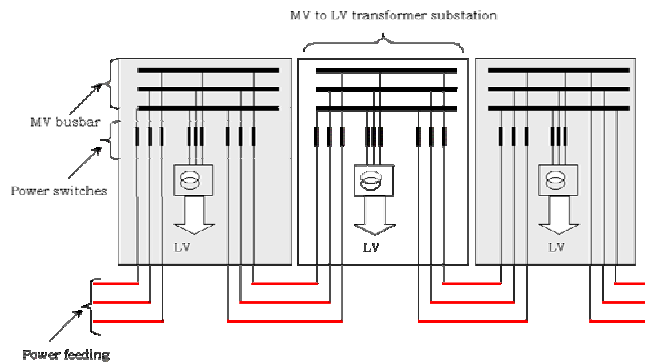 MV to LV transformer substation
MV busbar
Power switches
LV
LV
LV
Power feeding